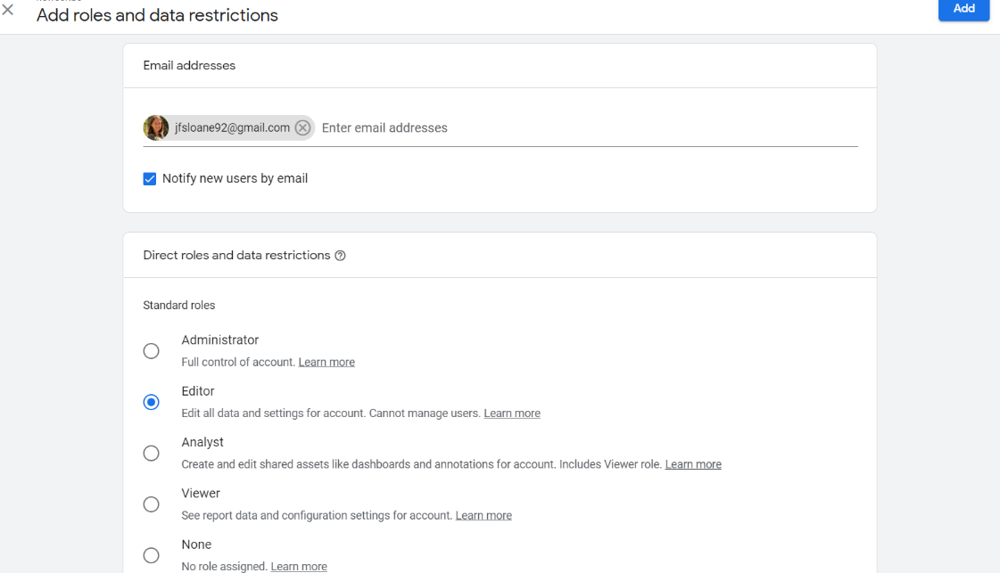 Add roles and data restrictions
Add
Email addresses
jfsloane92@gmail.com Enter email addresses
Notify new users by email
Direct roles and data restrictions
Standard roles
Administrator
Full control of account. Learn more
Editor
Edit all data and settings for account. Cannot manage users. Learn more
Analyst
Create and edit shared assets like dashboards and annotations for account. Includes Viewer role. Learn more
Viewer
See report data and configuration settings for account. Learn more
None
No role assigned. Learn more